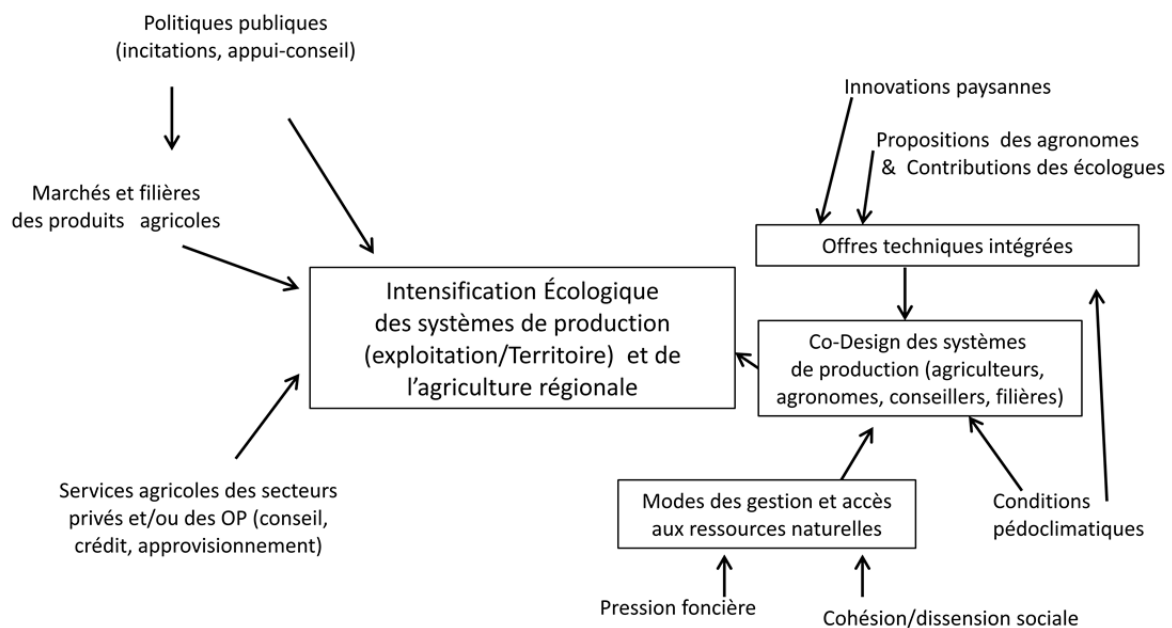 Politiques publiques
(incitations, appui-conseil)
Marchés et filières
des produits agricoles
Services agricoles des secteurs
privés et/ou des OP (conseil,
crédit, approvisionnement)
Intensification Écologique
des systèmes de production
(exploitation/Territoire) et de
l’agriculture régionale
Innovations paysannes
Propositions des agronomes
& Contributions des écologues
Offres techniques intégrées
Co-Design des systèmes
de production (agriculteurs,
agronomes, conseillers, filières)
Modes des gestion et accès
aux ressources naturelles
Conditions
pédoclimatiques
Pression foncière
Cohésion/dissension sociale